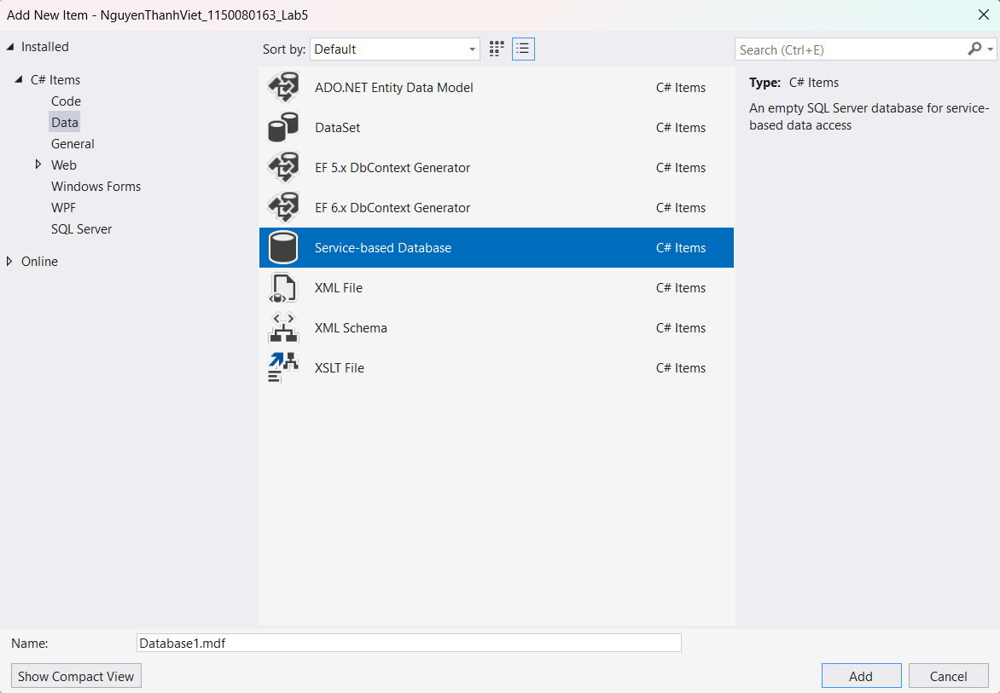 Add New Item - NguyenThanhViet_1150080163_Lab5
Installed
C# Items
Code
Data
General
Web
Windows Forms
WPF
SQL Server
Online
Sort by: Default
ADO.NET Entity Data Model C# Items
DataSet C# Items
EF 5.x DbContext Generator C# Items
EF 6.x DbContext Generator C# Items
Service-based Database C# Items
XML File C# Items
XML Schema C# Items
XSLT File C# Items
Search (Ctrl+E)
Type: C# Items
An empty SQL Server database for service-
based data access
Name: Database1.mdf
Show Compact View
Add Cancel